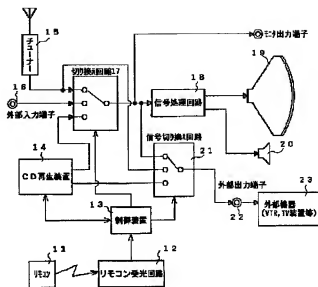 チューナー
15
モニタ出力端子
16
外部入力端子
切り換え回路17
信号処理回路
18
19
20
信号切り換え回路
21
14
CD再生装置
外部出力端子
22
23
外部機器
(VTR,TV装置等)
13
制御装置
11
リモコン
12
リモコン受光回路